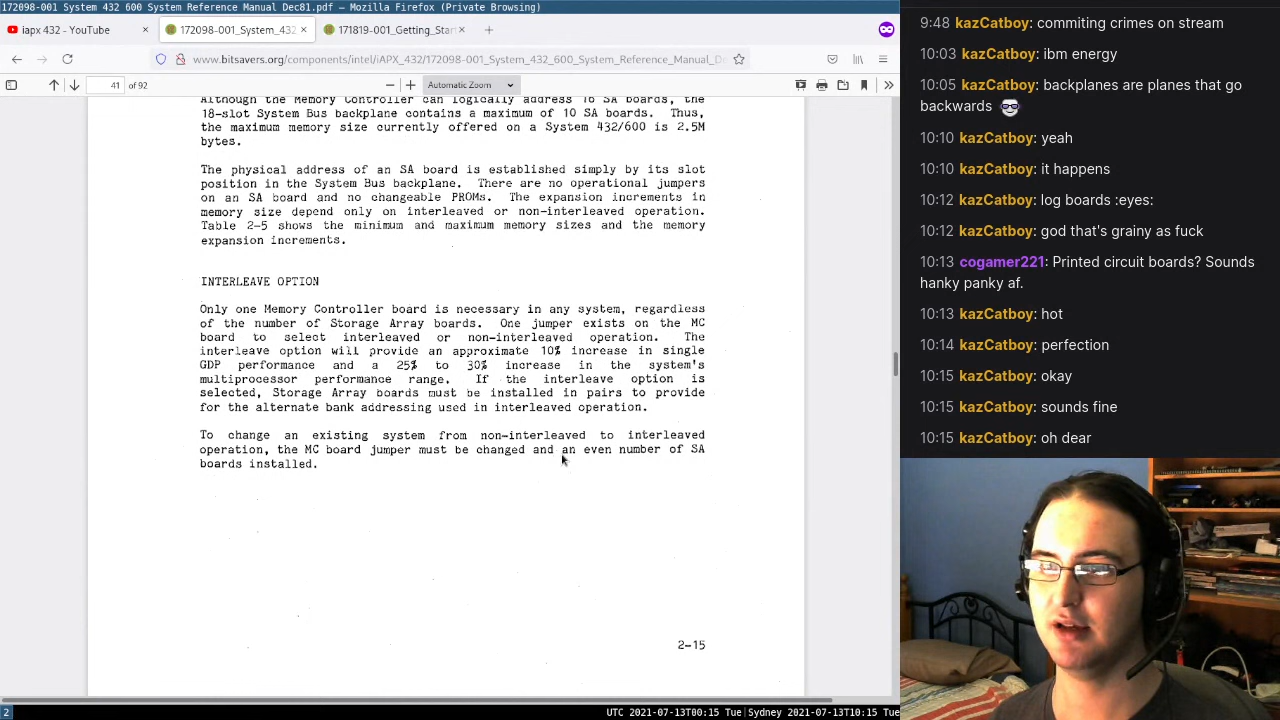 172098-001 System 432 600 System Reference Manual Dec81.pdf — Mozilla Firefox (Private Browsing)
iapx 432 - YouTube
172098-001_System_432
171819-001_Getting_Star
www.bitsavers.org/components/intel/iAPX_432/172098-001_System_432_600_System_Reference_Manual_D
41 of 92
Automatic Zoom
Although the Memory Controller can logically address 16 SA boards, the
18-slot System Bus backplane contains a maximum of 10 SA boards. Thus,
the maximum memory size currently offered on a System 432/600 is 2.5M
bytes.
The physical address of an SA board is established simply by its slot
position in the System Bus backplane. There are no operational jumpers
on an SA board and no changeable PROMs. The expansion increments in
memory size depend only on interleaved or non-interleaved operation.
Table 2-5 shows the minimum and maximum memory sizes and the memory
expansion increments.
INTERLEAVE OPTION
Only one Memory Controller board is necessary in any system, regardless
of the number of Storage Array boards. One jumper exists on the MC
board to select interleaved or non-interleaved operation. The
interleave option will provide an approximate 10% increase in single
GDP performance and a 25% to 30% increase in the system's
multiprocessor performance range. If the interleave option is
selected, Storage Array boards must be installed in pairs to provide
for the alternate bank addressing used in interleaved operation.
To change an existing system from non-interleaved to interleaved
operation, the MC board jumper must be changed and an even number of SA
boards installed.
2-15
2
UTC 2021-07-13T00:15 Tue|Sydney 2021-07-13T10:15 Tue
9:48 kazCatboy: commiting crimes on stream
10:03 kazCatboy: ibm energy
10:05 kazCatboy: backplanes are planes that go
backwards
10:10 kazCatboy: yeah
10:10 kazCatboy: it happens
10:12 kazCatboy: log boards :eyes:
10:12 kazCatboy: god that's grainy as fuck
10:13 cogamer221: Printed circuit boards? Sounds
hanky panky af.
10:13 kazCatboy: hot
10:14 kazCatboy: perfection
10:15 kazCatboy: okay
10:15 kazCatboy: sounds fine
10:15 kazCatboy: oh dear